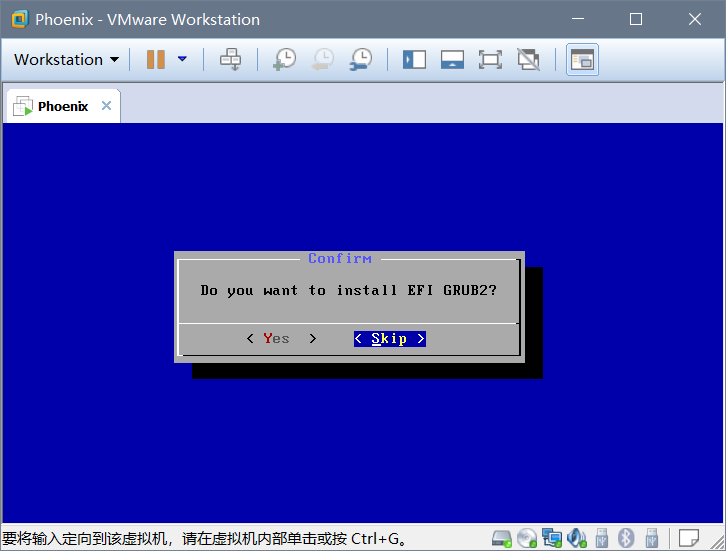 Phoenix - VMware Workstation
Workstation
Phoenix
Confirm
Do you want to install EFI GRUB2?
< Yes > < Skip >
要将输入定向到该虚拟机，请在虚拟机内部单击或按 Ctrl+G。